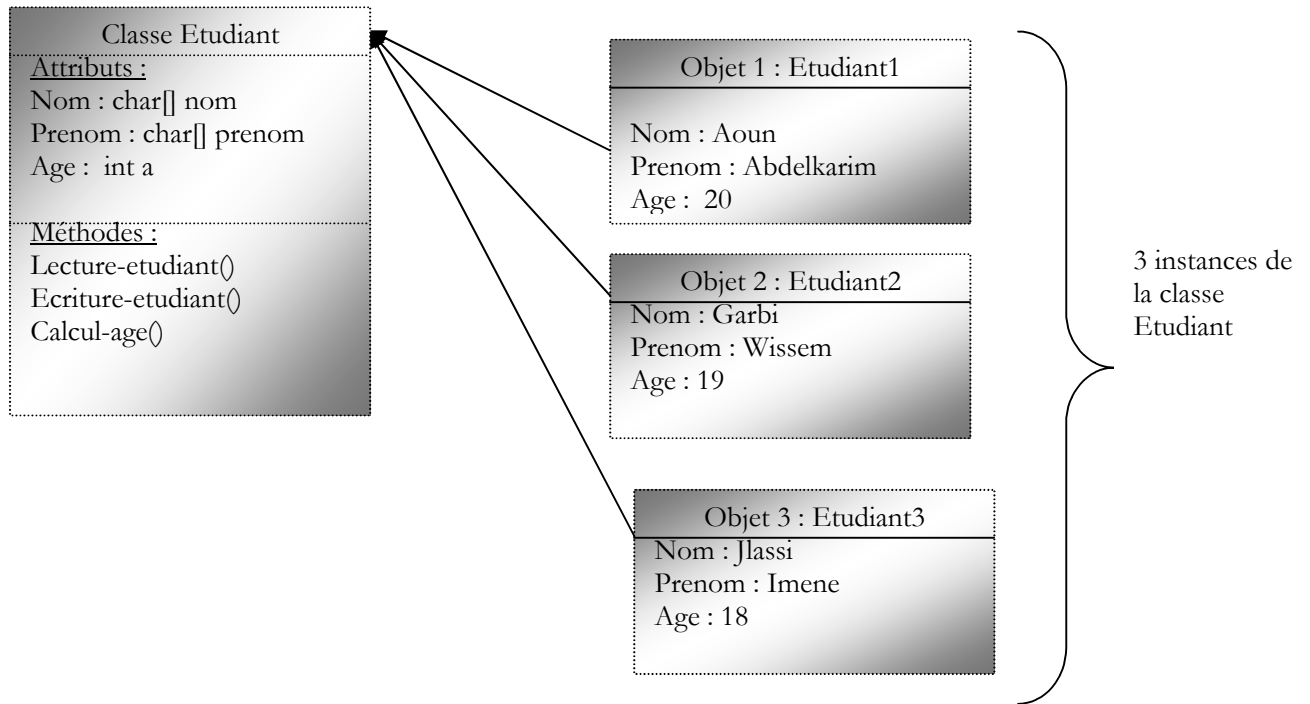 Classe Etudiant
Attributs :
Nom : char[] nom
Prenom : char[] prenom
Age : int a
Méthodes :
Lecture-etudiant()
Ecriture-etudiant()
Calcul-age()
Objet 1 : Etudiant1
Nom : Aoun
Prenom : Abdelkarim
Age : 20
Objet 2 : Etudiant2
Nom : Garbi
Prenom : Wissem
Age : 19
Objet 3 : Etudiant3
Nom : Jlassi
Prenom : Imene
Age : 18
3 instances de
la classe
Etudiant